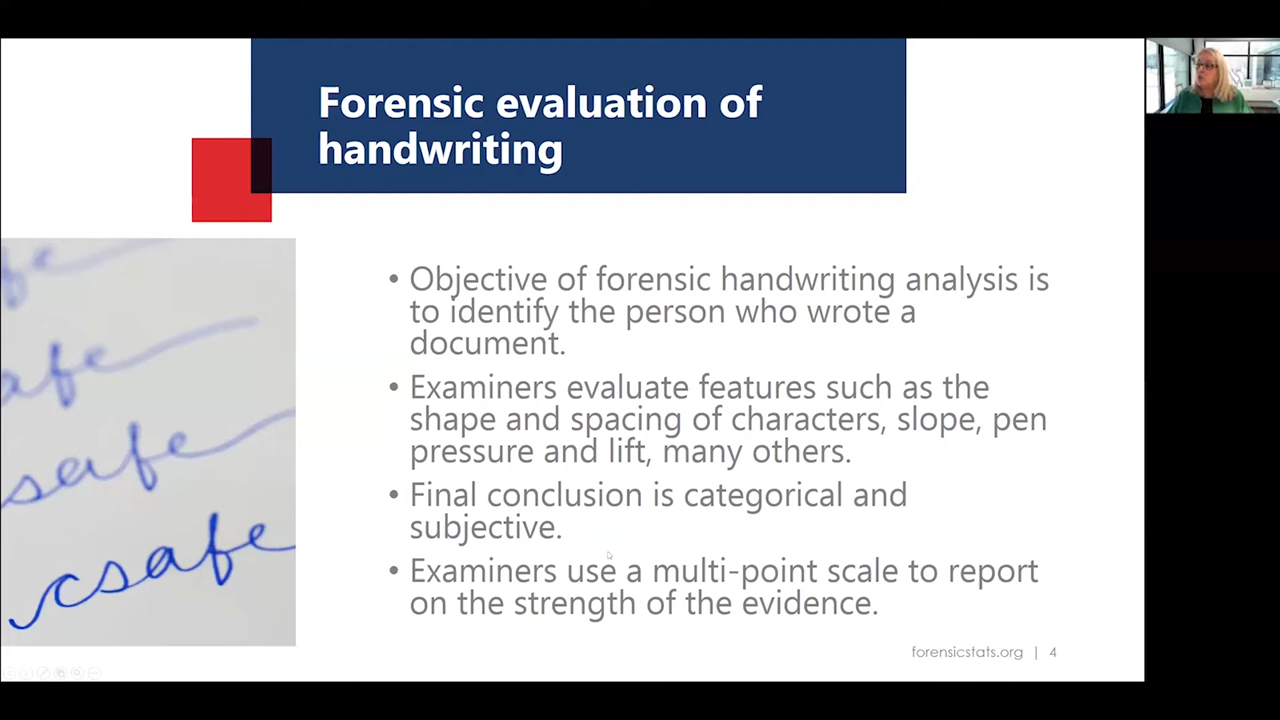 Forensic evaluation of
handwriting
• Objective of forensic handwriting analysis is
to identify the person who wrote a
document.
• Examiners evaluate features such as the
shape and spacing of characters, slope, pen
pressure and lift, many others.
• Final conclusion is categorical and
subjective.
• Examiners use a multi-point scale to report
on the strength of the evidence.
fe
afe
safe
csafe
forensicstats.org | 4